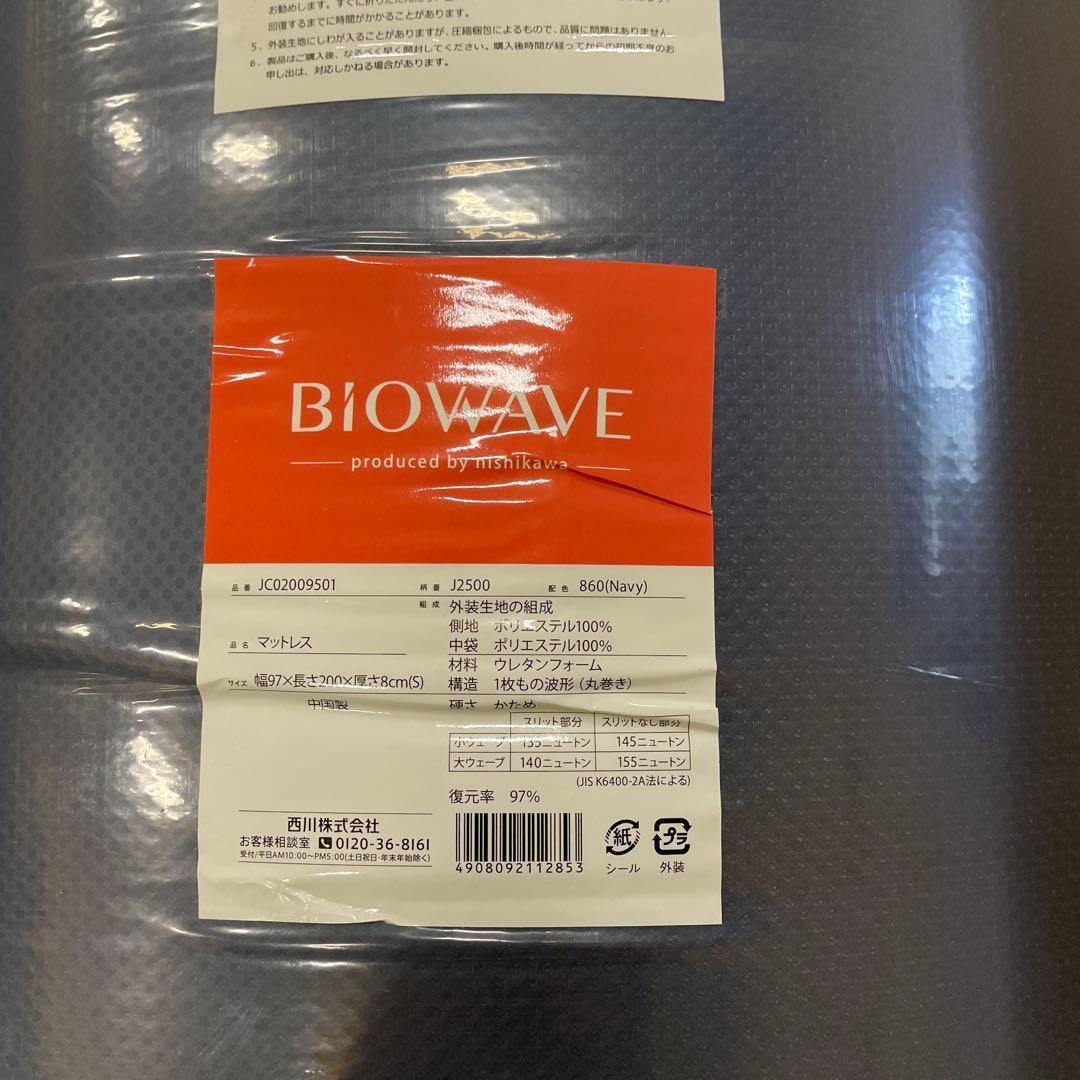 お勧めします。すぐに折りたたんだり、
回復するまでに時間がかかることがあります。
5、外装生地にしわが入ることがありますが、圧縮梱包によるもので、品質に問題はありません。
6、製品はご購入後、なるべく早く開封してください。購入後時間が経ってからの初期不良のお
申し出は、対応しかねる場合があります。
BIOWAVE
produced by nishikawa
品番 JC02009501 柄番 J2500 配色 860(Navy)
組成 外装生地の組成
側地 ポリエステル100%
品名 マットレス 中袋 ポリエステル100%
材料 ウレタンフォーム
サイズ 幅97×長さ200×厚さ8cm(S) 構造 1枚もの波形（丸巻き）
中国製 硬さ かため
スリット部分 スリットなし部分
小ウェーブ 135ニュートン 145ニュートン
大ウェーブ 140ニュートン 155ニュートン
(JIS K6400-2A法による)
復元率 97%
西川株式会社
お客様相談室 0120-36-8161
受付/平日AM10:00〜PM5:00(土日祝日・年末年始除く)
4908092112853
紙 プラ
シール 外装